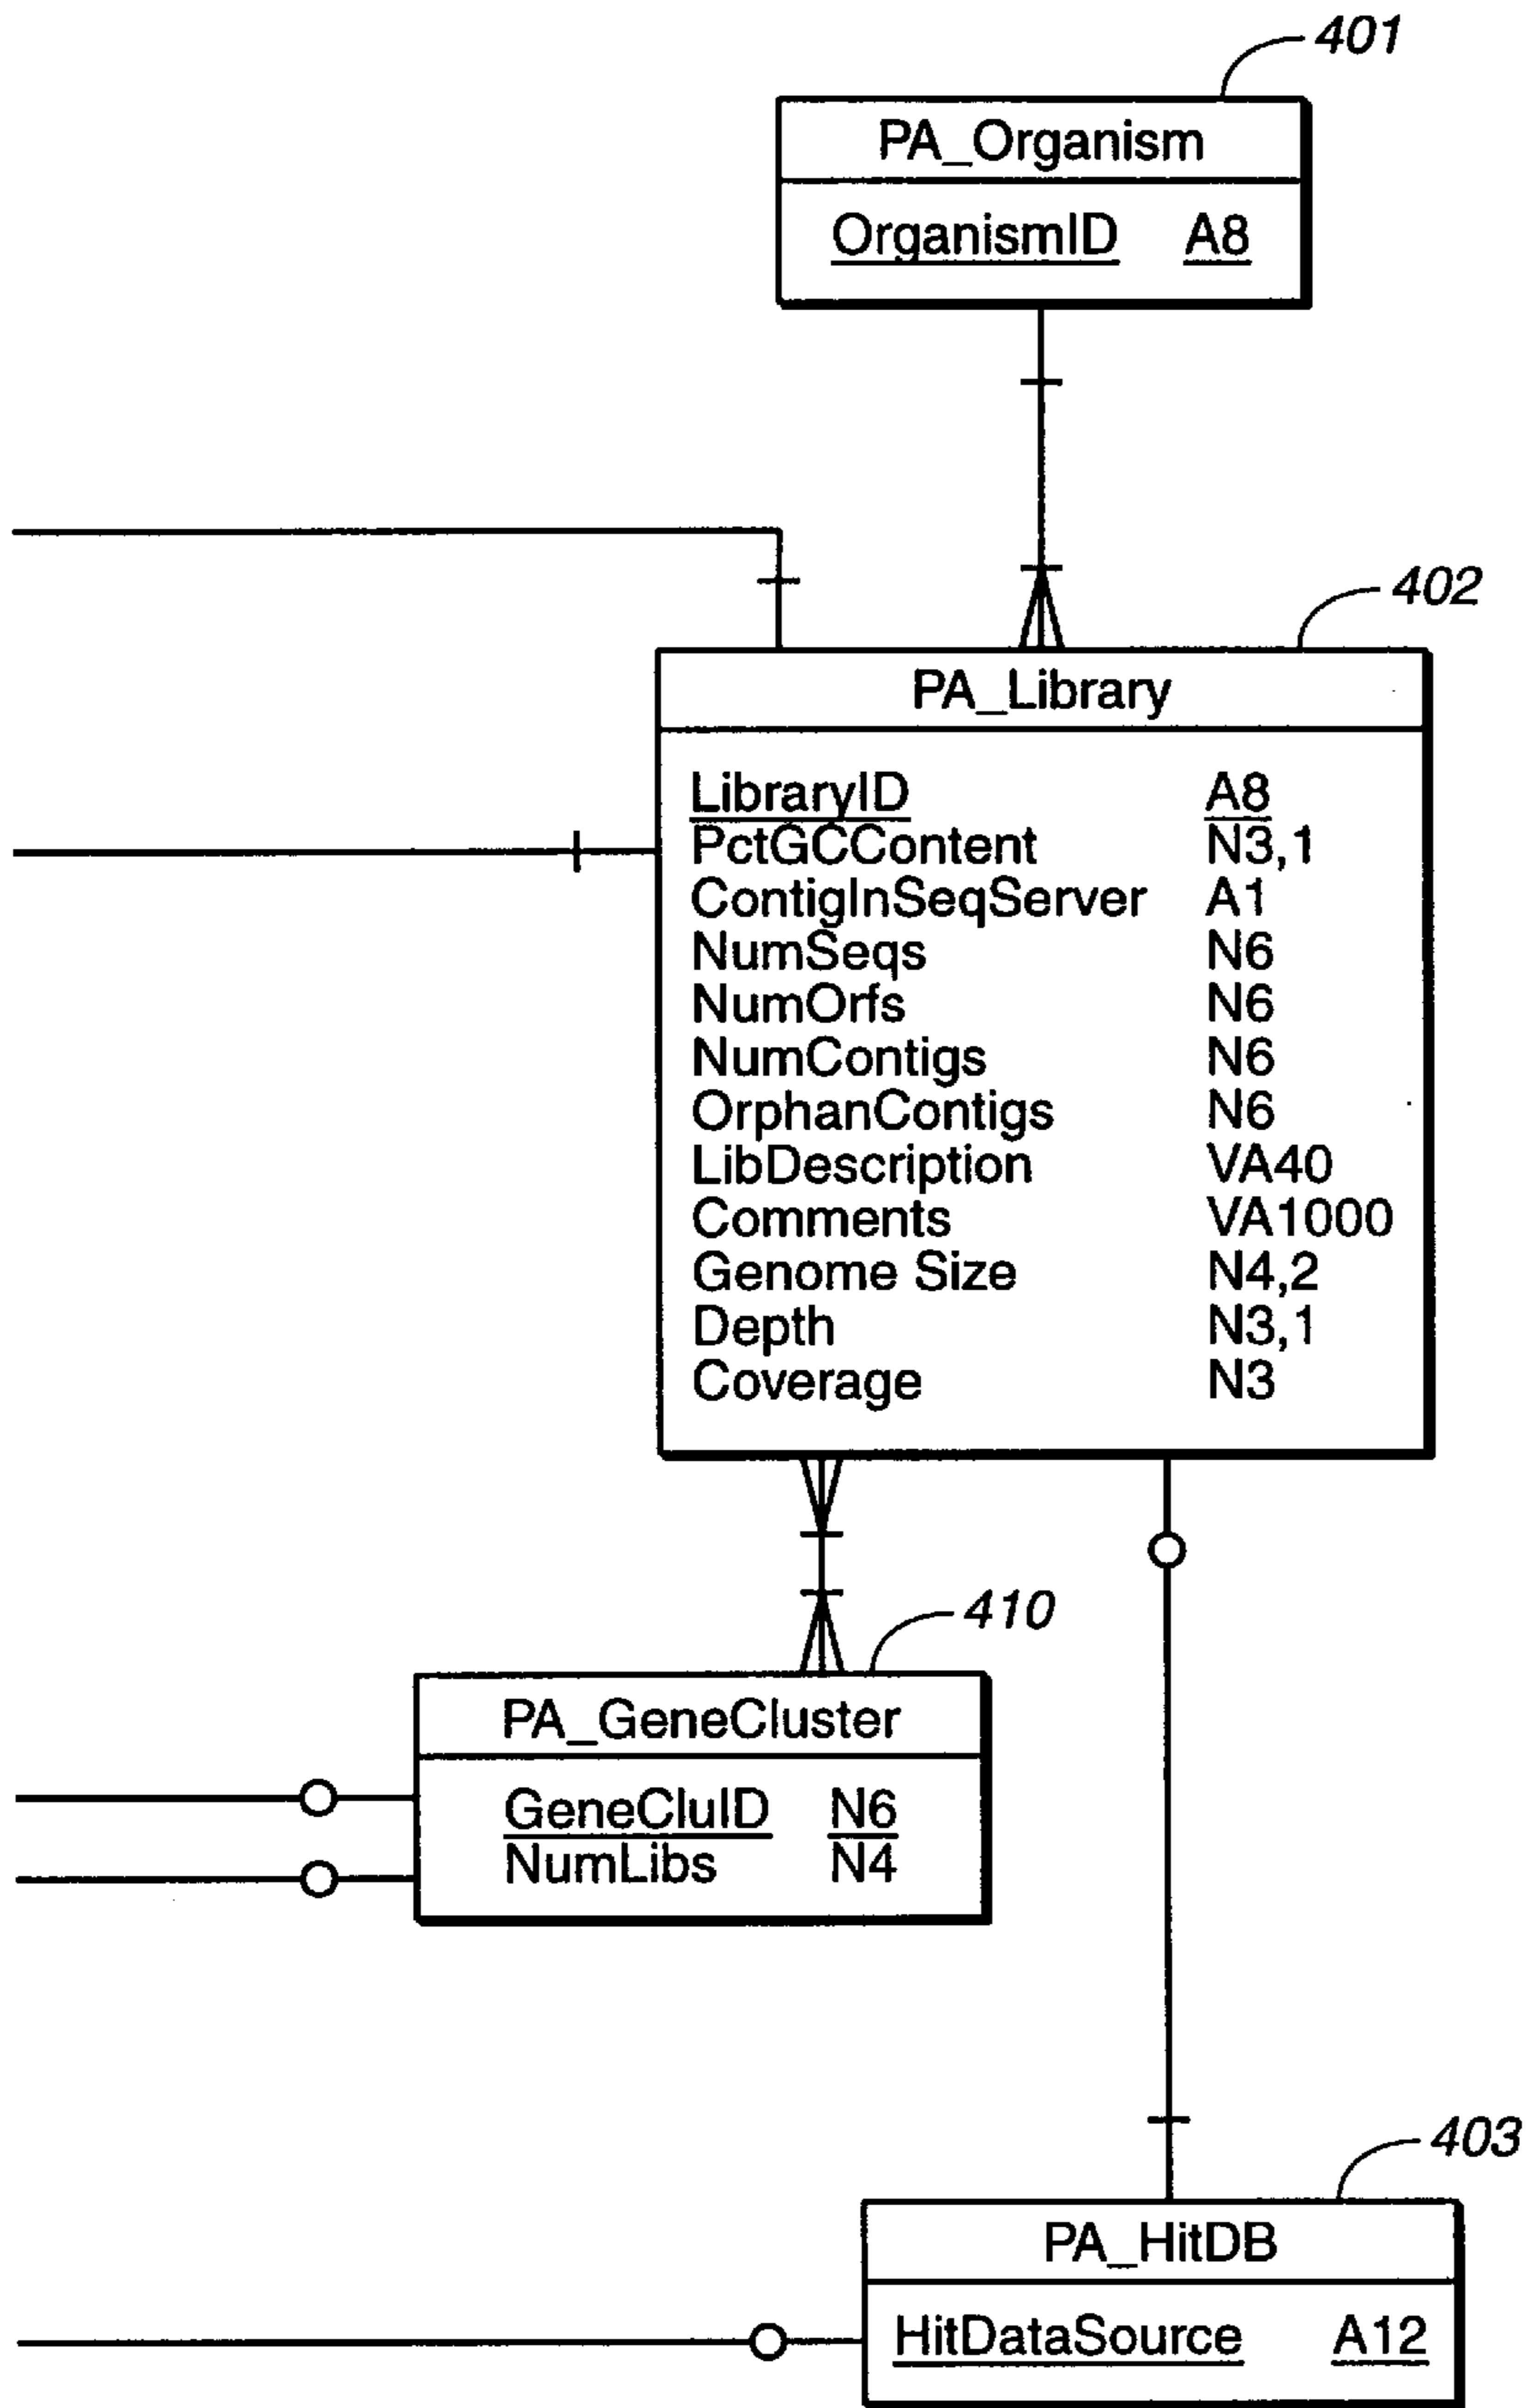 401
PA_Organism
OrganismID A8
402
PA_Library
LibraryID A8
PctGCContent N3,1
ContigInSeqServer A1
NumSeqs N6
NumOrfs N6
NumContigs N6
OrphanContigs N6
LibDescription VA40
Comments VA1000
Genome Size N4,2
Depth N3,1
Coverage N3
410
PA_GeneCluster
GeneCluID N6
NumLibs N4
403
PA_HitDB
HitDataSource A12